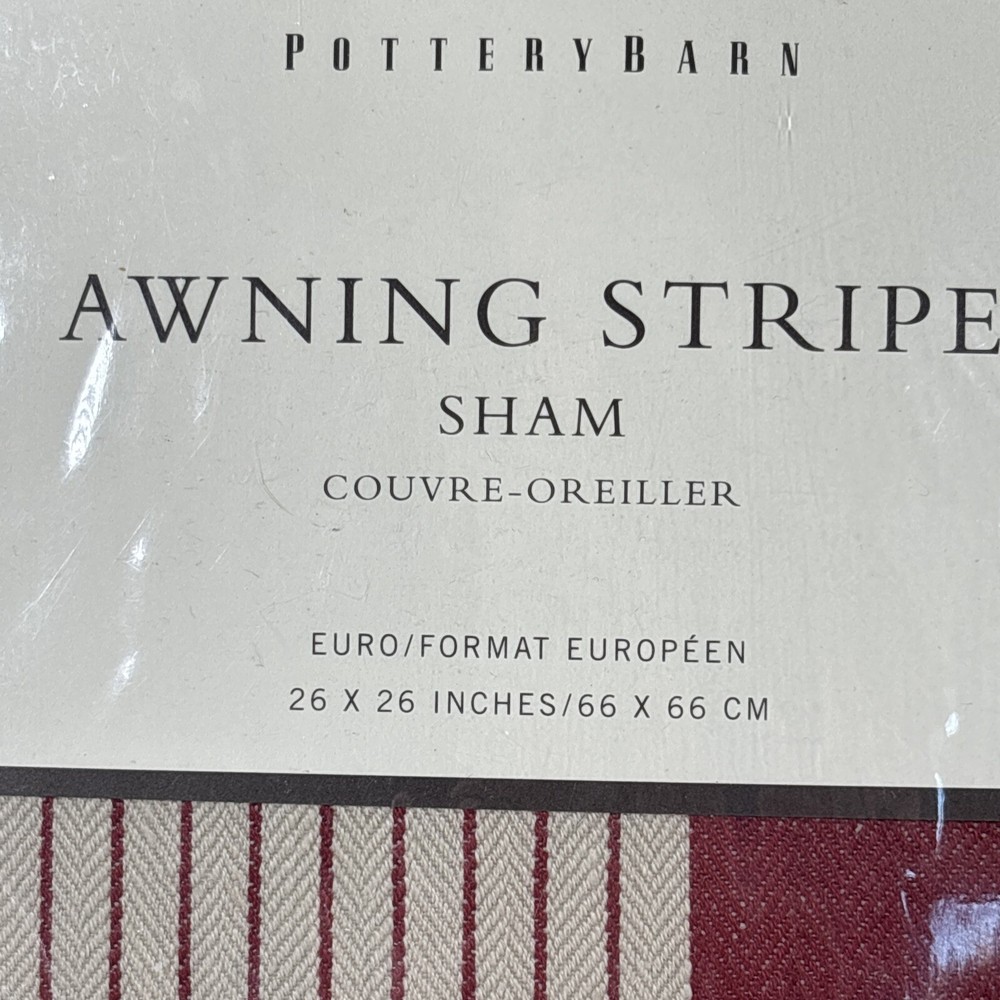 POTTERYBARN
AWNING STRIPE
SHAM
COUVRE-OREILLER
EURO/FORMAT EUROPÉEN
26 X 26 INCHES/66 X 66 CM